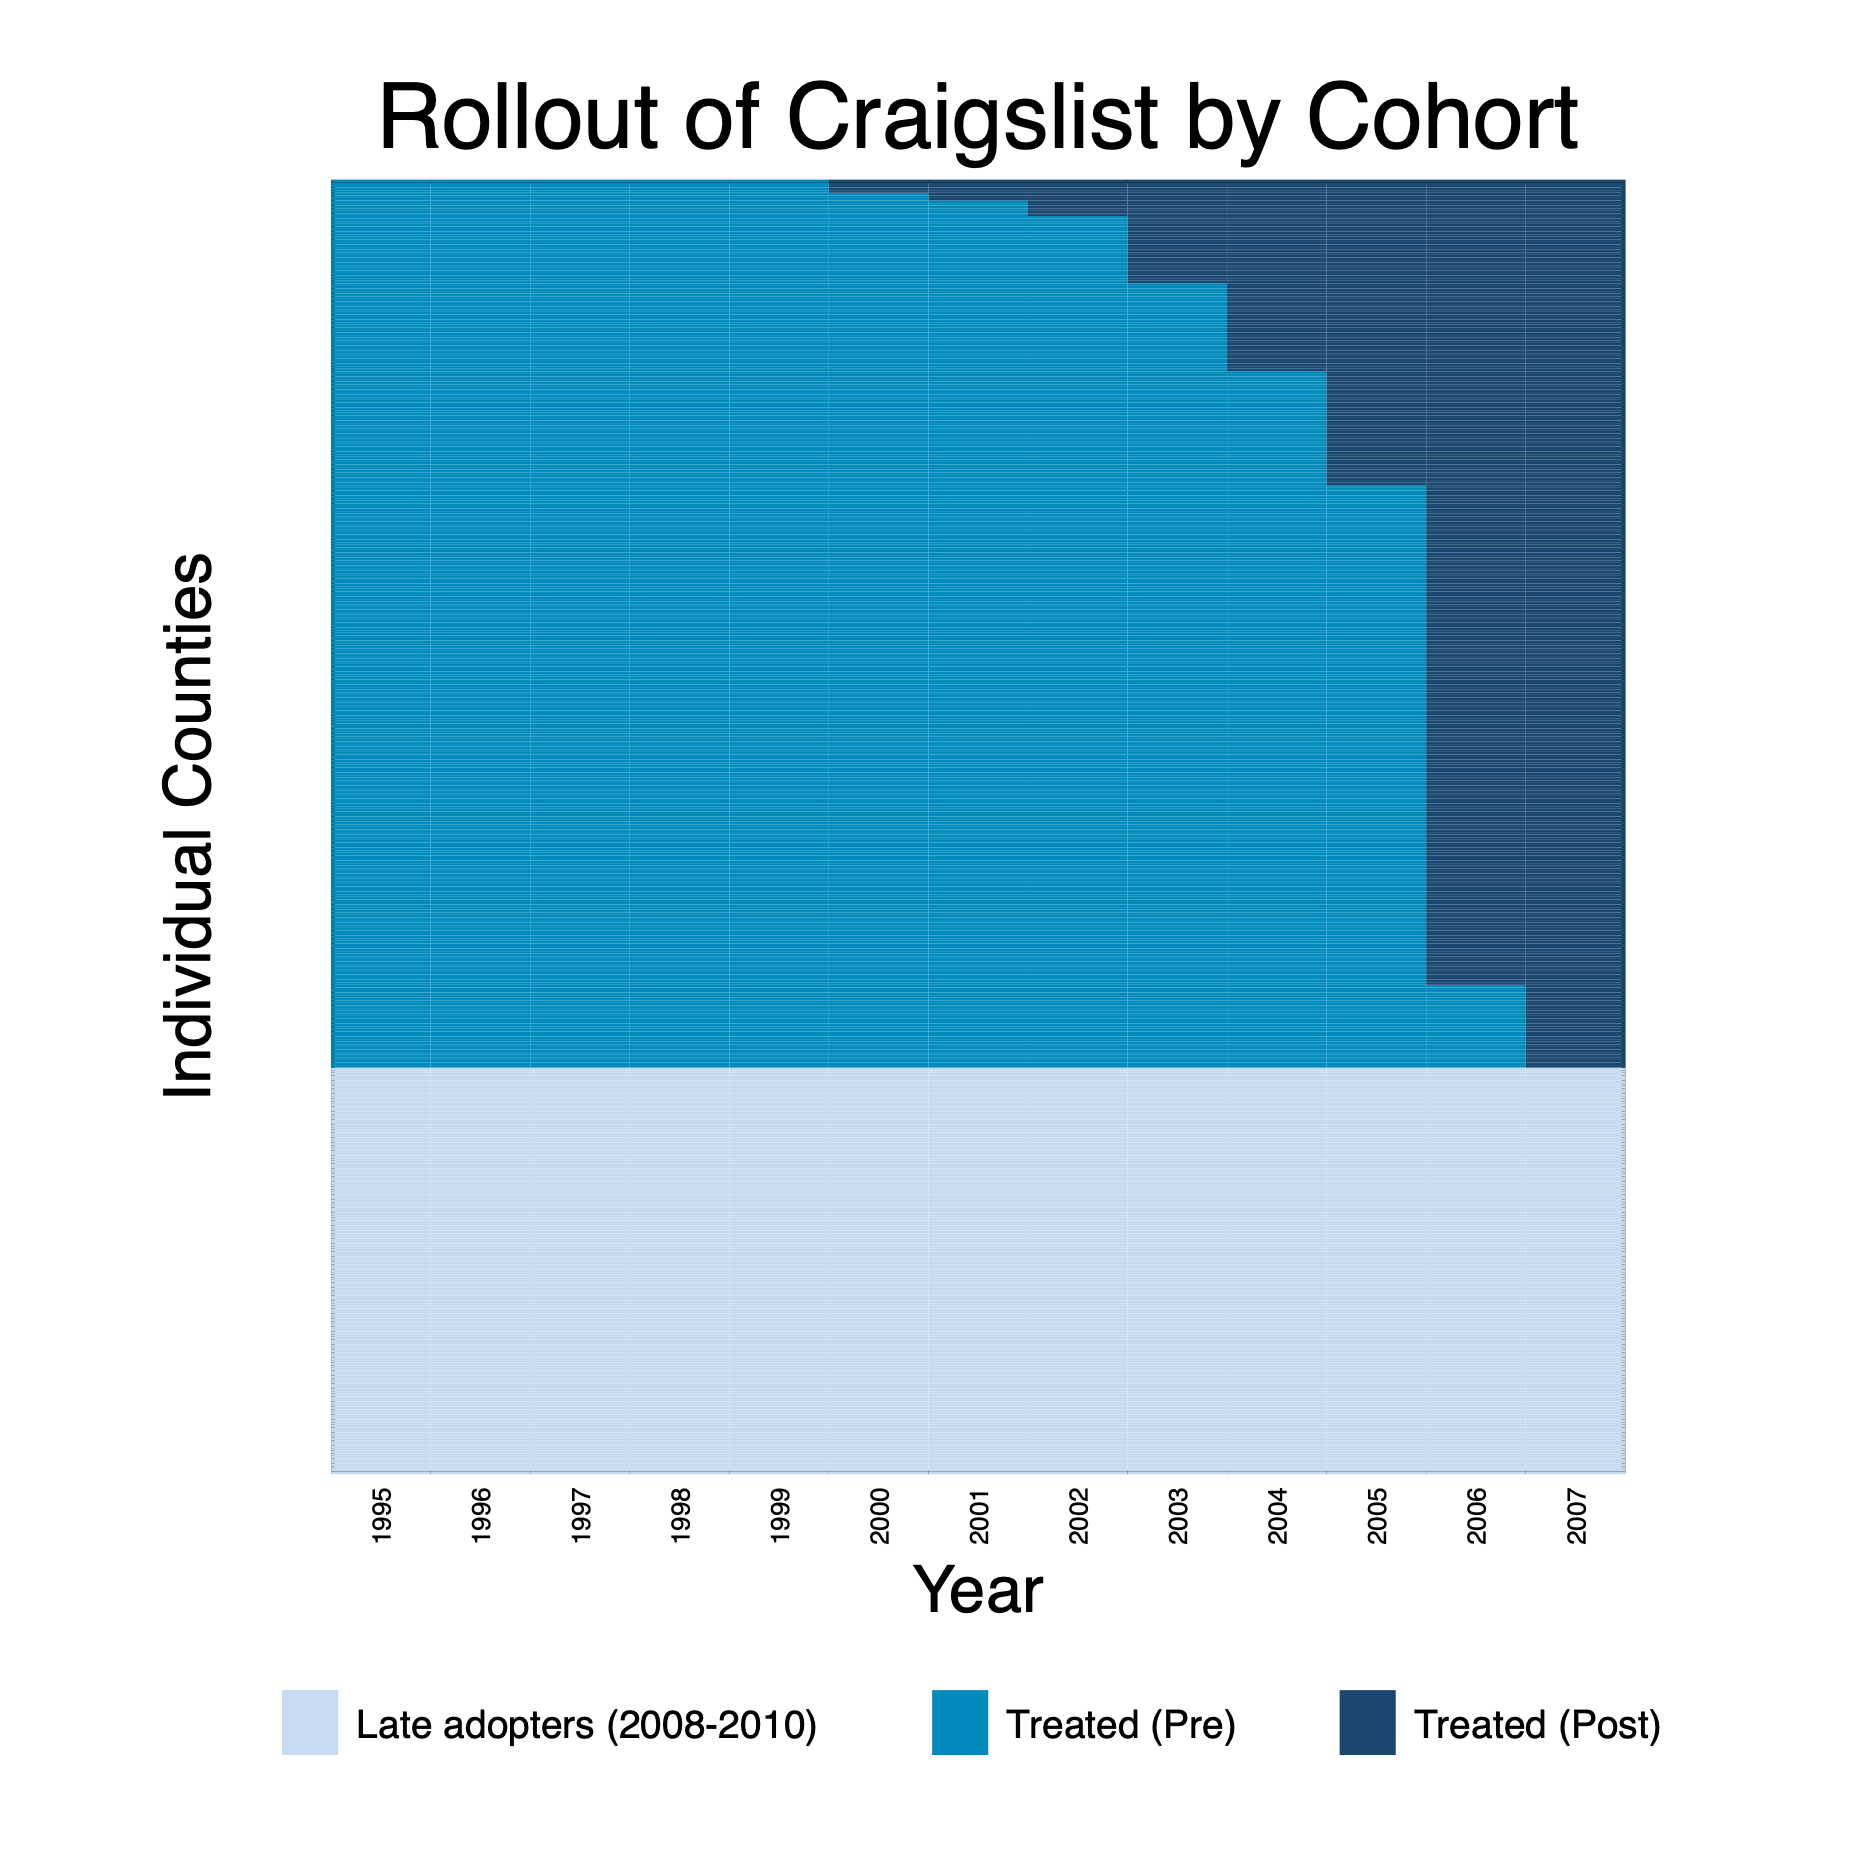 Rollout of Craigslist by Cohort
Individual Counties
1995
1996
1997
1998
1999
2000
2001
2002
2003
2004
2005
2006
2007
Year
Late adopters (2008-2010)
Treated (Pre)
Treated (Post)